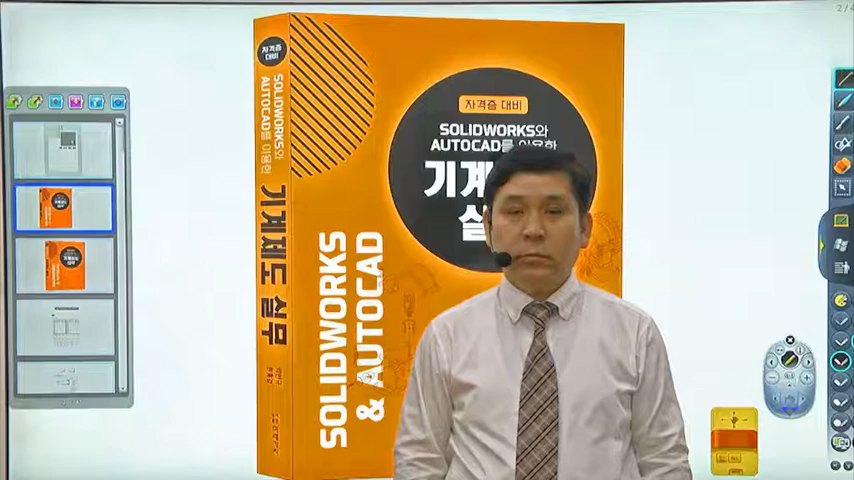 2/4
자격증
대비
SOLIDWORKS와
AUTOCAD를 이용한
기계제도 실무
자격증 대비
SOLIDWORKS와
AUTOCAD를 이용한
기계
실
SOLIDWORKS
& AUTOCAD